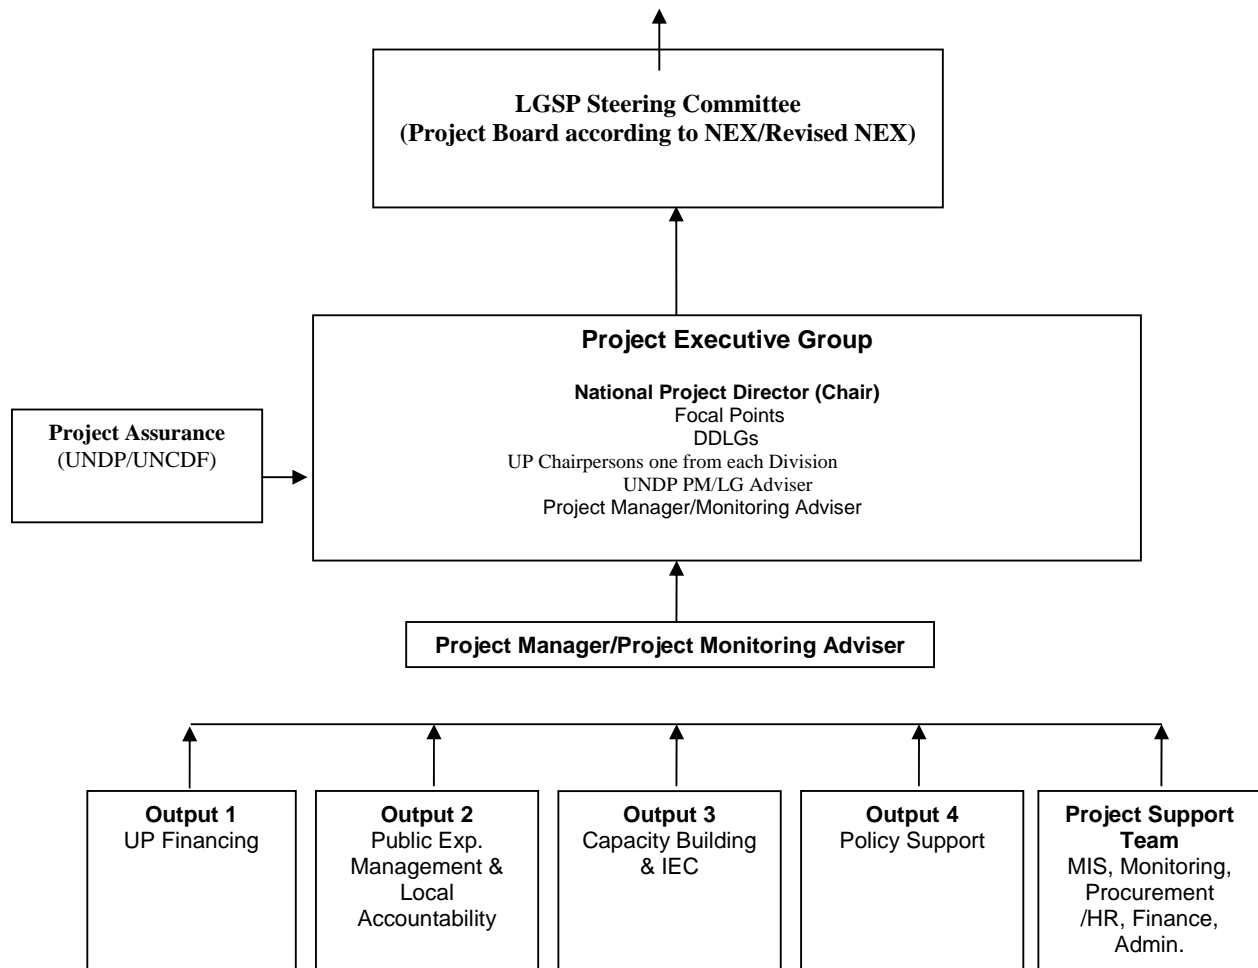 LGSP Steering Committee
(Project Board according to NEX/Revised NEX)
Project Executive Group
National Project Director (Chair)
Focal Points
DDLGs
UP Chairpersons one from each Division
UNDP PM/LG Adviser
Project Manager/Monitoring Adviser
Project Assurance
(UNDP/UNCDF)
Project Manager/Project Monitoring Adviser
Output 1
UP Financing
Output 2
Public Exp.
Management &
Local
Accountability
Output 3
Capacity Building
& IEC
Output 4
Policy Support
Project Support
Team
MIS, Monitoring,
Procurement
/HR, Finance,
Admin.